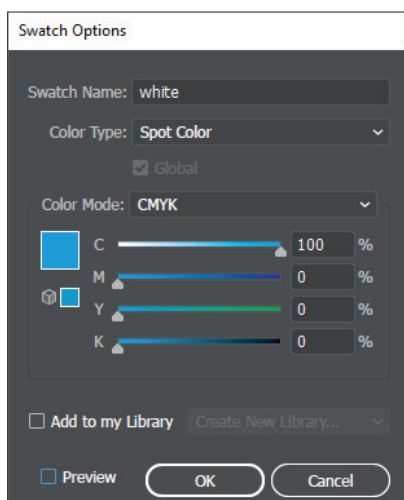 Swatch Options
Swatch Name: white
Color Type: Spot Color
Global
Color Mode: CMYK
C 100 %
M 0 %
Y 0 %
K 0 %
Add to my Library Create New Library...
Preview OK Cancel